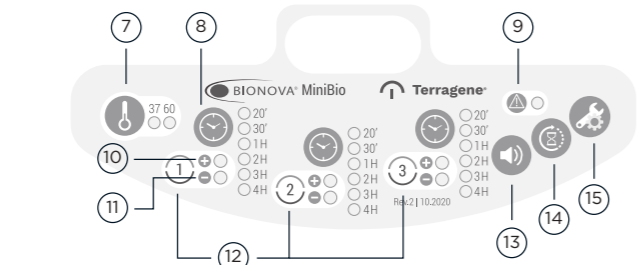 7
8
9
BIONOVA® MiniBio
Terragene®
37 60
20'
30'
1H
2H
3H
4H
20'
30'
1H
2H
3H
4H
20'
30'
1H
2H
3H
4H
10
11
1
+
-
2
+
-
3
+
-
Rev.2 | 10.2020
12
13
14
15